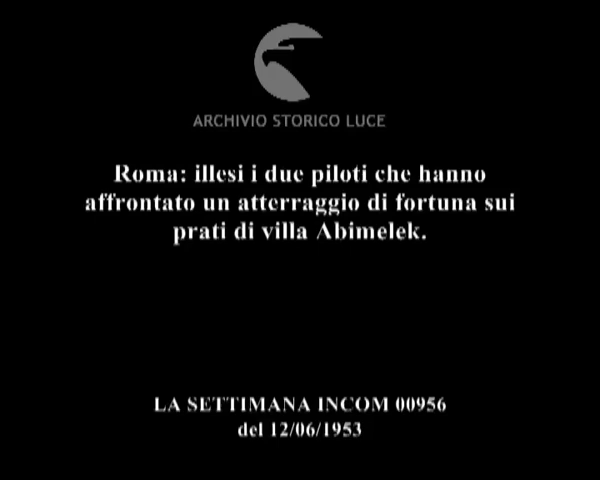 ARCHIVIO STORICO LUCE
Roma: illesi i due piloti che hanno
affrontato un atterraggio di fortuna sui
prati di villa Abimelek.
LA SETTIMANA INCOM 00956
del 12/06/1953